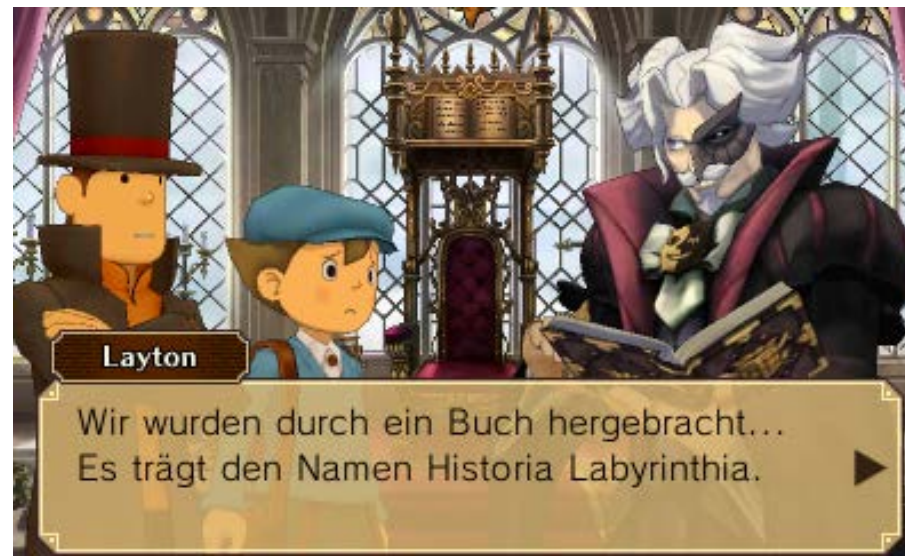 Layton
Wir wurden durch ein Buch hergebracht...
Es trägt den Namen Historia Labyrinthia.